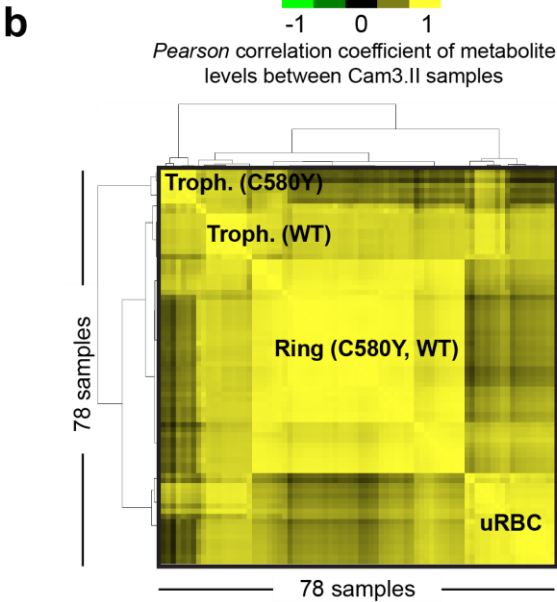 b
-1 0 1
Pearson correlation coefficient of metabolite
levels between Cam3.II samples
Troph. (C580Y)
Troph. (WT)
Ring (C580Y, WT)
uRBC
78 samples
78 samples